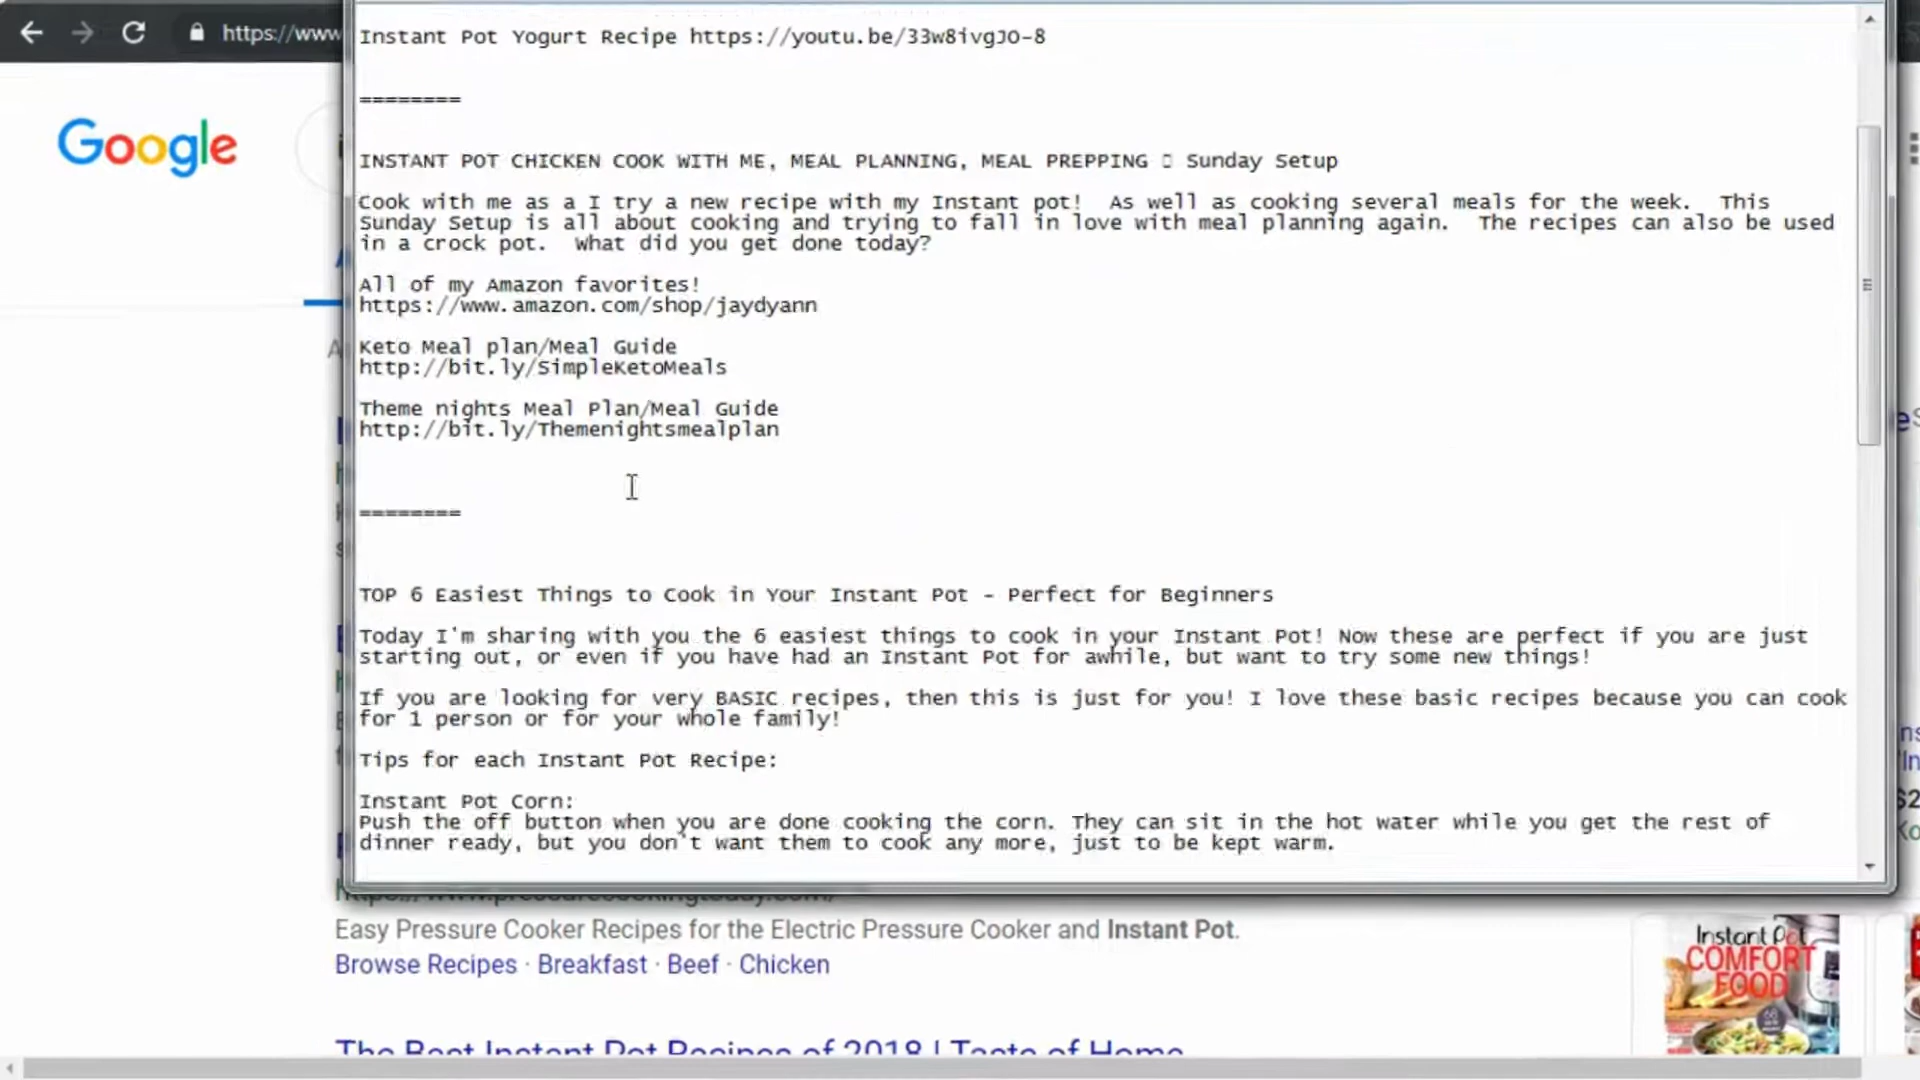 https://www
Instant Pot Yogurt Recipe https://youtu.be/33w8ivgJO-8
========
Google
INSTANT POT CHICKEN COOK WITH ME, MEAL PLANNING, MEAL PREPPING ▯ Sunday Setup
Cook with me as a I try a new recipe with my Instant pot!  As well as cooking several meals for the week.  This
Sunday Setup is all about cooking and trying to fall in love with meal planning again.  The recipes can also be used
in a crock pot.  What did you get done today?
All of my Amazon favorites!
https://www.amazon.com/shop/jaydyann
Keto Meal plan/Meal Guide
http://bit.ly/SimpleKetoMeals
Theme nights Meal Plan/Meal Guide
http://bit.ly/Themenightsmealplan
========
TOP 6 Easiest Things to Cook in Your Instant Pot - Perfect for Beginners
Today I'm sharing with you the 6 easiest things to cook in your Instant Pot! Now these are perfect if you are just
starting out, or even if you have had an Instant Pot for awhile, but want to try some new things!
If you are looking for very BASIC recipes, then this is just for you! I love these basic recipes because you can cook
for 1 person or for your whole family!
Tips for each Instant Pot Recipe:
Instant Pot Corn:
Push the off button when you are done cooking the corn. They can sit in the hot water while you get the rest of
dinner ready, but you don't want them to cook any more, just to be kept warm.
Easy Pressure Cooker Recipes for the Electric Pressure Cooker and Instant Pot.
Browse Recipes · Breakfast · Beef · Chicken
Instant Pot
COMFORT
FOOD
The Best Instant Pot Recipes of 2018 | Taste of Home